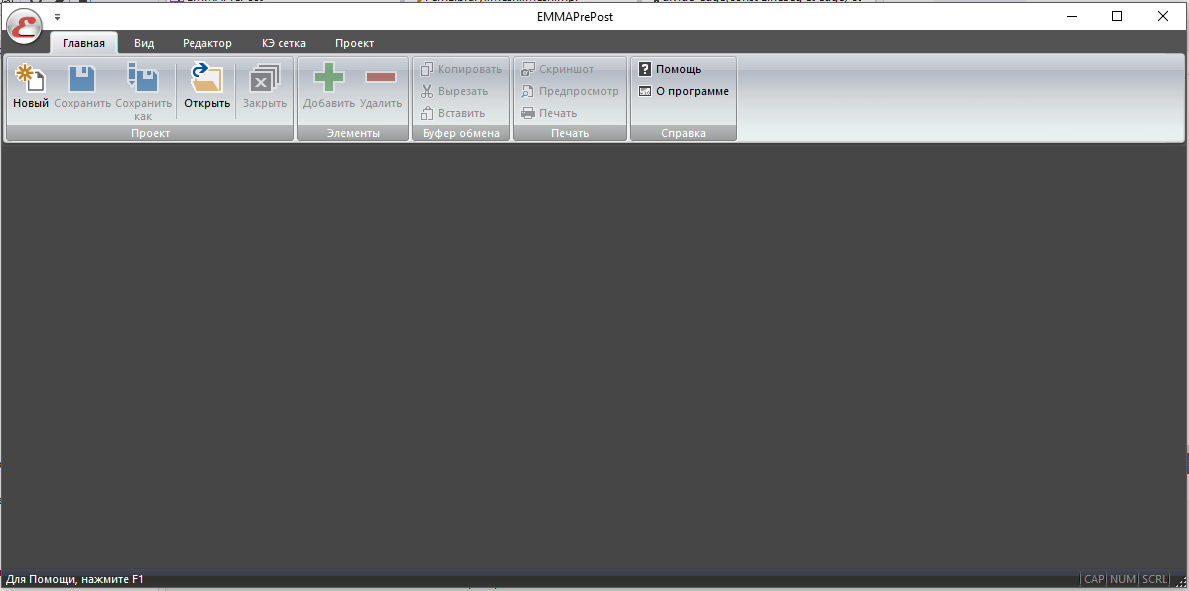 EMMAPrePost
Главная Вид Редактор КЭ сетка Проект
Новый Сохранить Сохранить как Открыть Закрыть
Проект
Добавить Удалить
Элементы
Копировать
Вырезать
Вставить
Буфер обмена
Скриншот
Предпросмотр
Печать
Печать
Помощь
О программе
Справка
Для Помощи, нажмите F1
CAP NUM SCRL